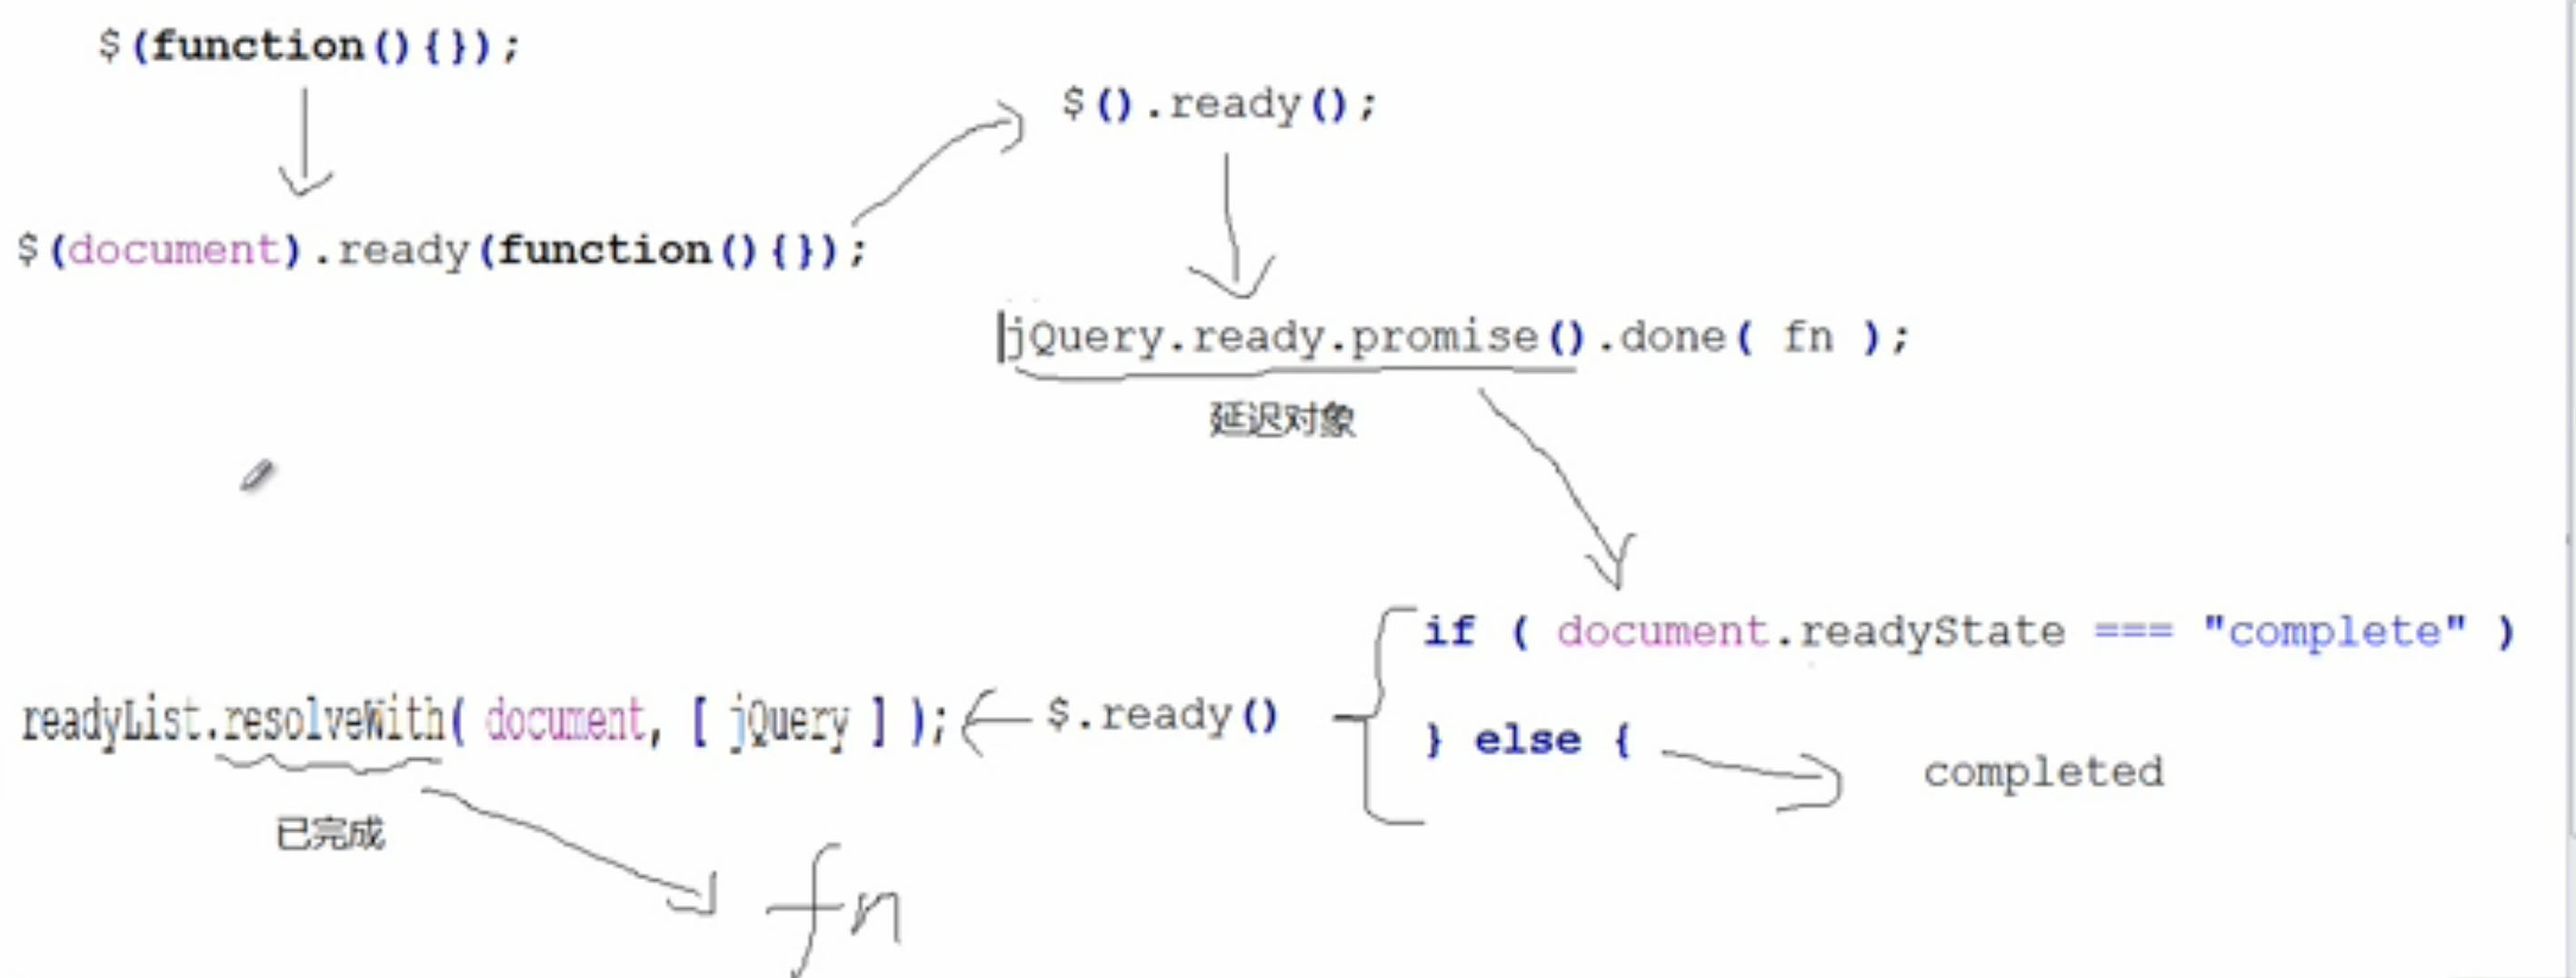 $(function(){});
$(document).ready(function(){});
$().ready();
jQuery.ready.promise().done( fn );
延迟对象
if ( document.readyState === "complete" )
} else {
completed
$.ready()
readyList.resolveWith( document, [ jQuery ] );
已完成
fn